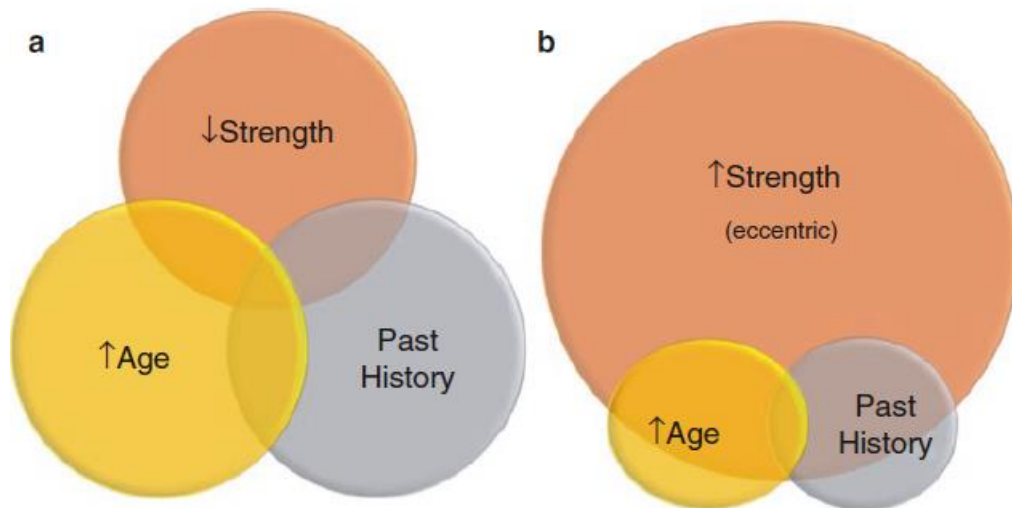 a
↓Strength
↑Age
Past
History
b
↑Strength
(eccentric)
↑Age
Past
History